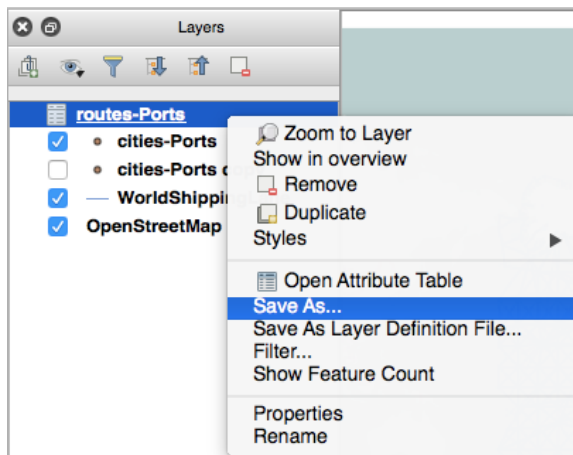 Layers
routes-Ports
cities-Ports
cities-Ports
WorldShipping
OpenStreetMap
Zoom to Layer
Show in overview
Remove
Duplicate
Styles
Open Attribute Table
Save As...
Save As Layer Definition File...
Filter...
Show Feature Count
Properties
Rename